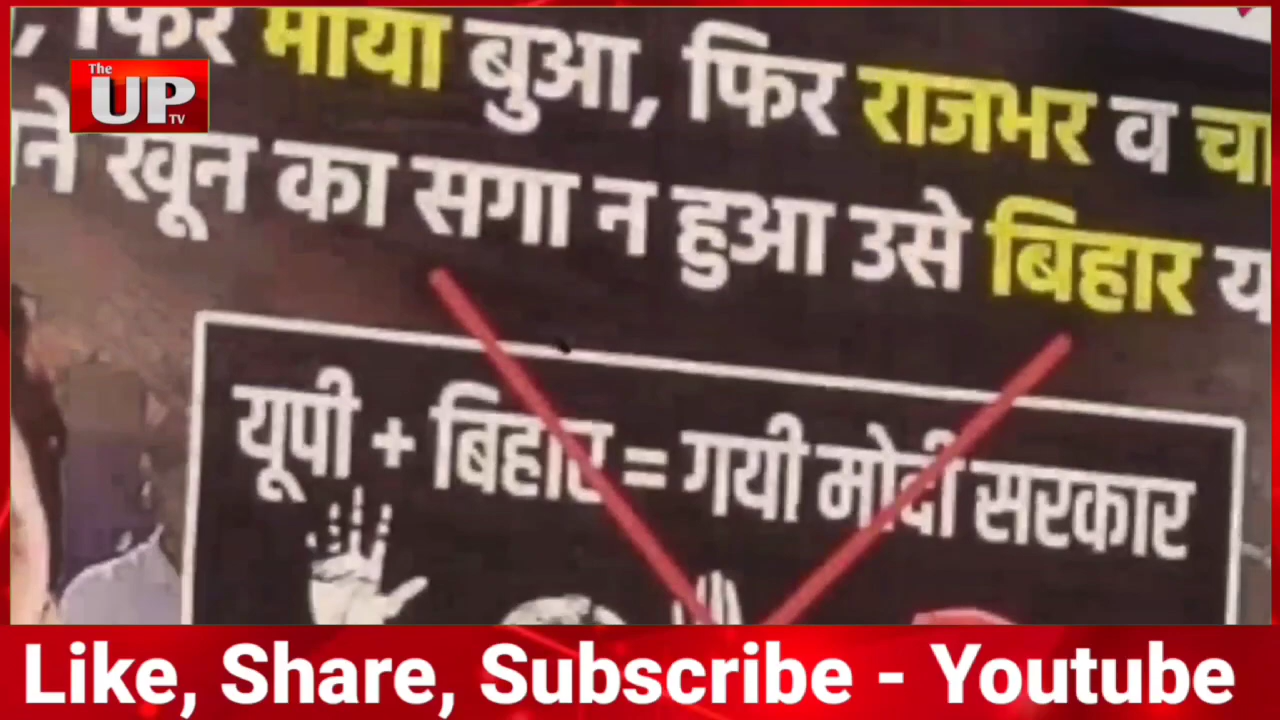 , फिर माया बुआ, फिर राजभर व चा
The
UP
TV
ने खून का सगा न हुआ उसे बिहार य
यूपी + बिहार = गयी मोदी सरकार
Like, Share, Subscribe - Youtube